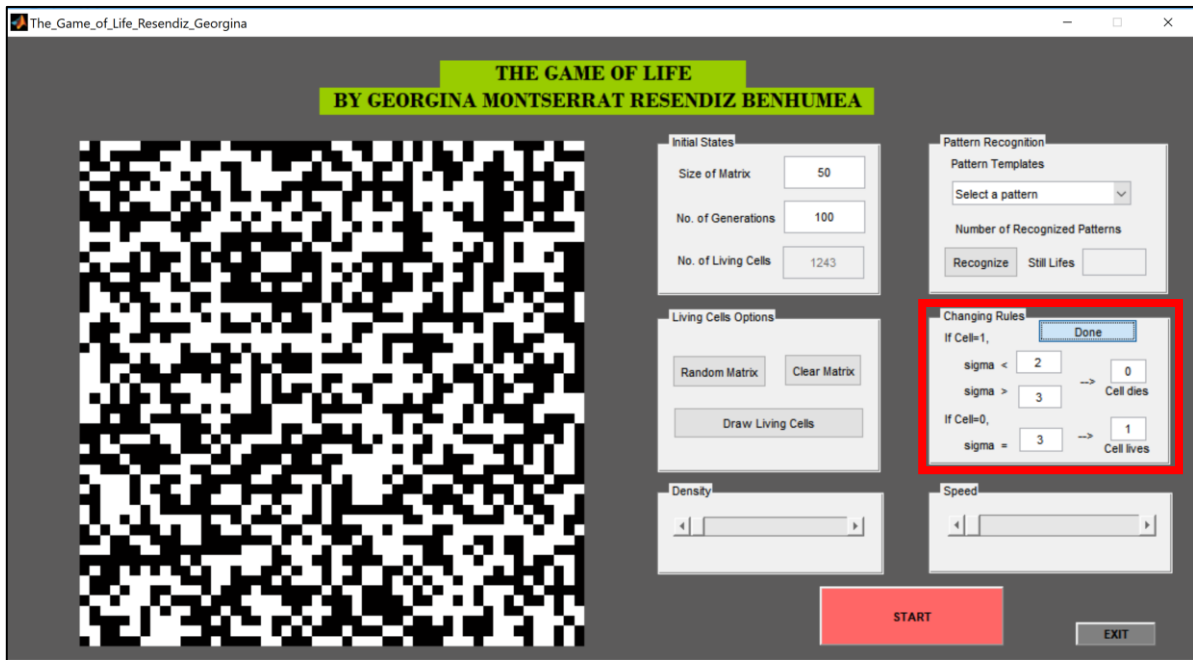 The_Game_of_Life_Resendiz_Georgina
THE GAME OF LIFE
BY GEORGINA MONTSERRAT RESENDIZ BENHUMEA
Initial States
Size of Matrix 50
No. of Generations 100
No. of Living Cells 1243
Pattern Recognition
Pattern Templates
Select a pattern
Number of Recognized Patterns
Recognize Still Lifes
Living Cells Options
Random Matrix Clear Matrix
Draw Living Cells
Changing Rules
Done
If Cell=1,
sigma < 2
--> 0
sigma > 3
Cell dies
If Cell=0,
sigma = 3 --> 1
Cell lives
Density
Speed
START
EXIT